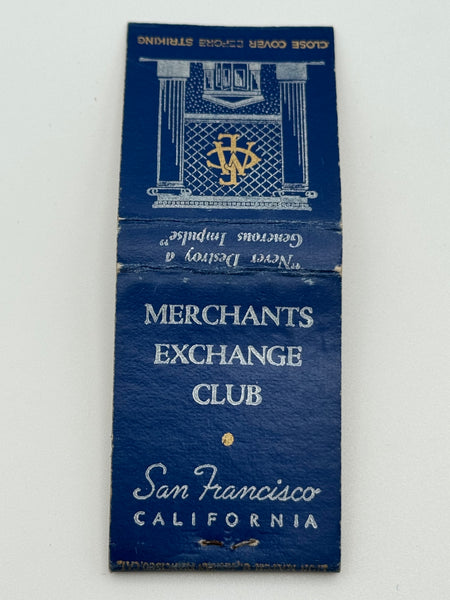 CLOSE COVER BEFORE STRIKING
"Never Destroy a
Generous Impulse"
MERCHANTS
EXCHANGE
CLUB
San Francisco
CALIFORNIA